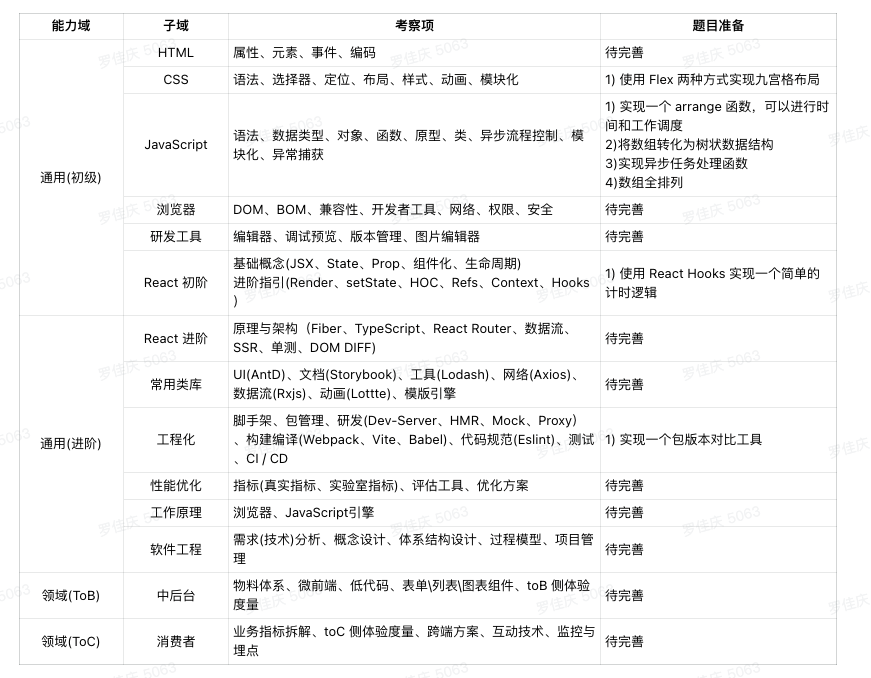 能力域 子域 考察项 题目准备
HTML 属性、元素、事件、编码 待完善
CSS 语法、选择器、定位、布局、样式、动画、模块化 1) 使用 Flex 两种方式实现九宫格布局
通用(初级)
JavaScript
语法、数据类型、对象、函数、原型、类、异步流程控制、模
块化、异常捕获
1) 实现一个 arrange 函数，可以进行时
间和工作调度
2)将数组转化为树状数据结构
3)实现异步任务处理函数
4)数组全排列
浏览器 DOM、BOM、兼容性、开发者工具、网络、权限、安全 待完善
研发工具 编辑器、调试预览、版本管理、图片编辑器 待完善
React 初阶
基础概念(JSX、State、Prop、组件化、生命周期)
进阶指引(Render、setState、HOC、Refs、Context、Hooks
)
1) 使用 React Hooks 实现一个简单的
计时逻辑
通用(进阶)
React 进阶
原理与架构（Fiber、TypeScript、React Router、数据流、
SSR、单测、DOM DIFF)
待完善
常用类库
UI(AntD)、文档(Storybook)、工具(Lodash)、网络(Axios)、
数据流(Rxjs)、动画(Lottte)、模版引擎
待完善
工程化
脚手架、包管理、研发(Dev-Server、HMR、Mock、Proxy）
、构建编译(Webpack、Vite、Babel)、代码规范(Eslint)、测试
、CI / CD
1) 实现一个包版本对比工具
性能优化 指标(真实指标、实验室指标)、评估工具、优化方案 待完善
工作原理 浏览器、JavaScript引擎 待完善
软件工程
需求(技术)分析、概念设计、体系结构设计、过程模型、项目管
理
待完善
领域(ToB) 中后台
物料体系、微前端、低代码、表单\列表\图表组件、toB 侧体验
度量
待完善
领域(ToC) 消费者
业务指标拆解、toC 侧体验度量、跨端方案、互动技术、监控与
埋点
待完善
罗佳庆 5063